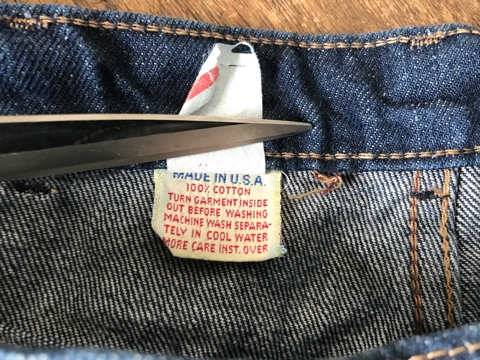 MADE IN U.S.A.
100% COTTON
TURN GARMENT INSIDE
OUT BEFORE WASHING
MACHINE WASH SEPARA-
TELY IN COOL WATER
MORE CARE INST. OVER